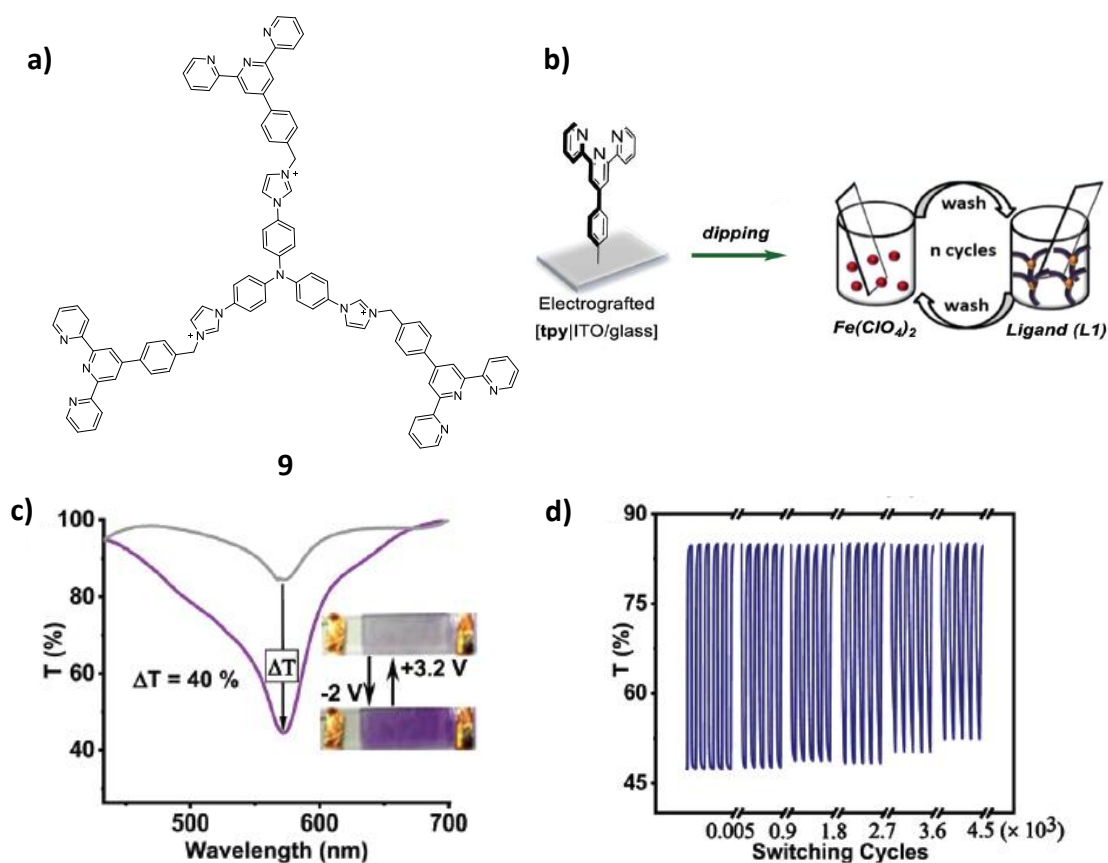 a)
N
N
N
N
+
N
N
N
N
N
+
N
+
N
N
N
N
N
N
N
9
b)
N
N
N
Electrografted
[tpy|ITO/glass]
dipping
wash
n cycles
wash
Fe(ClO₄)₂
Ligand (L1)
c)
T (%)
100
80
60
40
ΔT = 40 %
ΔT
+3.2 V
-2 V
500
600
700
Wavelength (nm)
d)
T (%)
90
75
60
45
0.005 0.9 1.8 2.7 3.6 4.5 (× 10³)
Switching Cycles